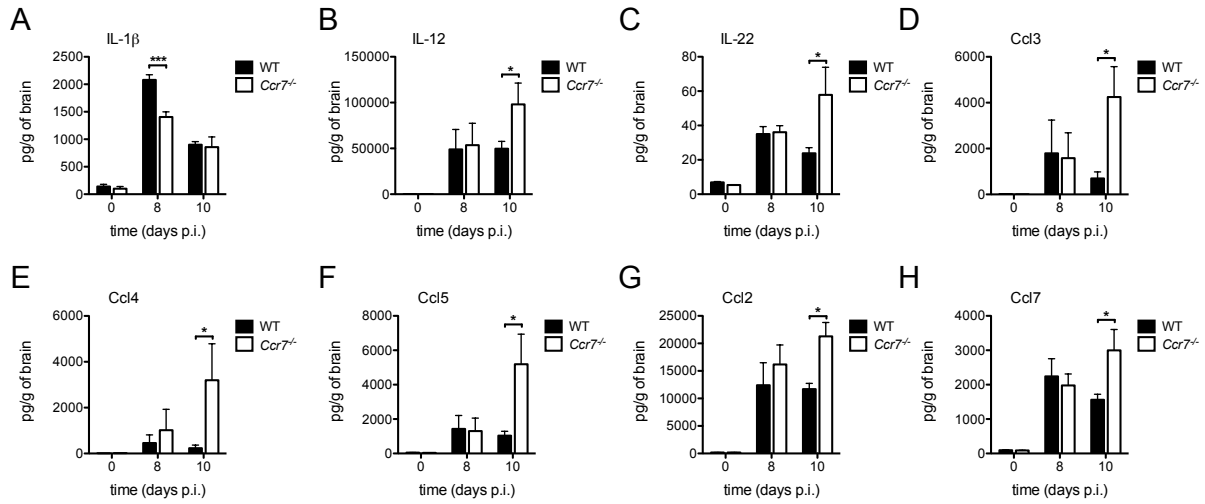 A
IL-1β
pg/g of brain
2500
2000
1500
1000
500
0
***
WT
Ccr7-/-
0 8 10
time (days p.i.)
B
IL-12
pg/g of brain
150000
100000
50000
0
*
WT
Ccr7-/-
0 8 10
time (days p.i.)
C
IL-22
pg/g of brain
80
60
40
20
0
*
WT
Ccr7-/-
0 8 10
time (days p.i.)
D
Ccl3
pg/g of brain
6000
4000
2000
0
*
WT
Ccr7-/-
0 8 10
time (days p.i.)
E
Ccl4
pg/g of brain
6000
4000
2000
0
*
WT
Ccr7-/-
0 8 10
time (days p.i.)
F
Ccl5
pg/g of brain
8000
6000
4000
2000
0
*
WT
Ccr7-/-
0 8 10
time (days p.i.)
G
Ccl2
pg/g of brain
25000
20000
15000
10000
5000
0
*
WT
Ccr7-/-
0 8 10
time (days p.i.)
H
Ccl7
pg/g of brain
4000
3000
2000
1000
0
*
WT
Ccr7-/-
0 8 10
time (days p.i.)